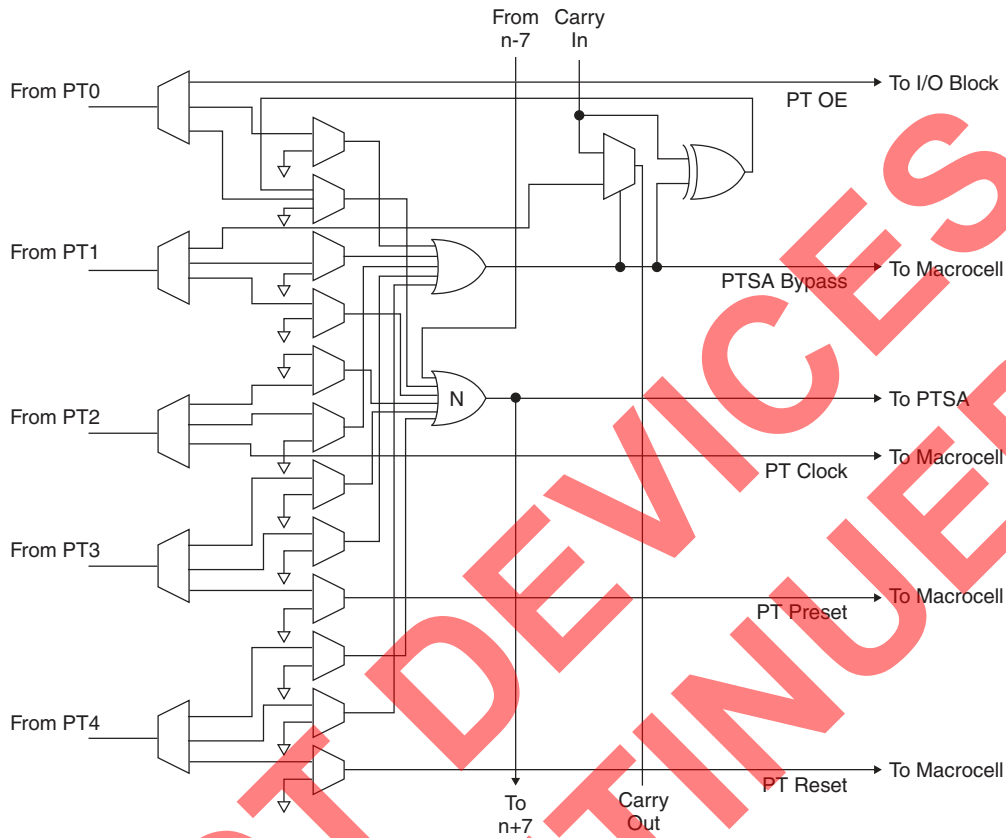 From
n-7
Carry
In
From PT0
To I/O Block
PT OE
From PT1
To Macrocell
PTSA Bypass
N
To PTSA
From PT2
To Macrocell
PT Clock
From PT3
To Macrocell
PT Preset
From PT4
To Macrocell
PT Reset
To
n+7
Carry
Out
DEVICES